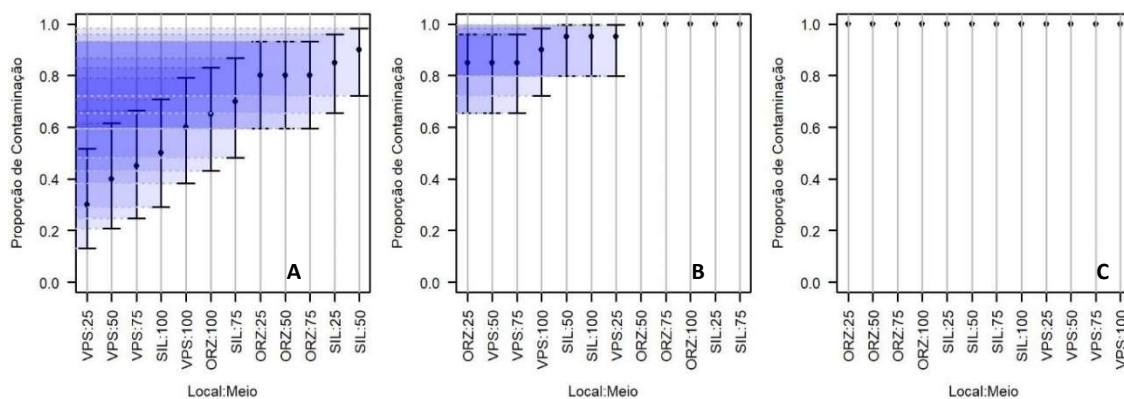 Proporção de Contaminação
1.0
0.8
0.6
0.4
0.2
0.0
A
VPS:25
VPS:50
VPS:75
SIL:100
VPS:100
ORZ:100
SIL:75
ORZ:25
ORZ:50
ORZ:75
SIL:25
SIL:50
Local:Meio
Proporção de Contaminação
1.0
0.8
0.6
0.4
0.2
0.0
B
ORZ:25
VPS:50
VPS:75
VPS:100
SIL:50
SIL:100
VPS:25
ORZ:50
ORZ:75
ORZ:100
SIL:25
SIL:75
Local:Meio
Proporção de Contaminação
1.0
0.8
0.6
0.4
0.2
0.0
C
ORZ:25
ORZ:50
ORZ:75
ORZ:100
SIL:25
SIL:50
SIL:75
SIL:100
VPS:25
VPS:50
VPS:75
VPS:100
Local:Meio